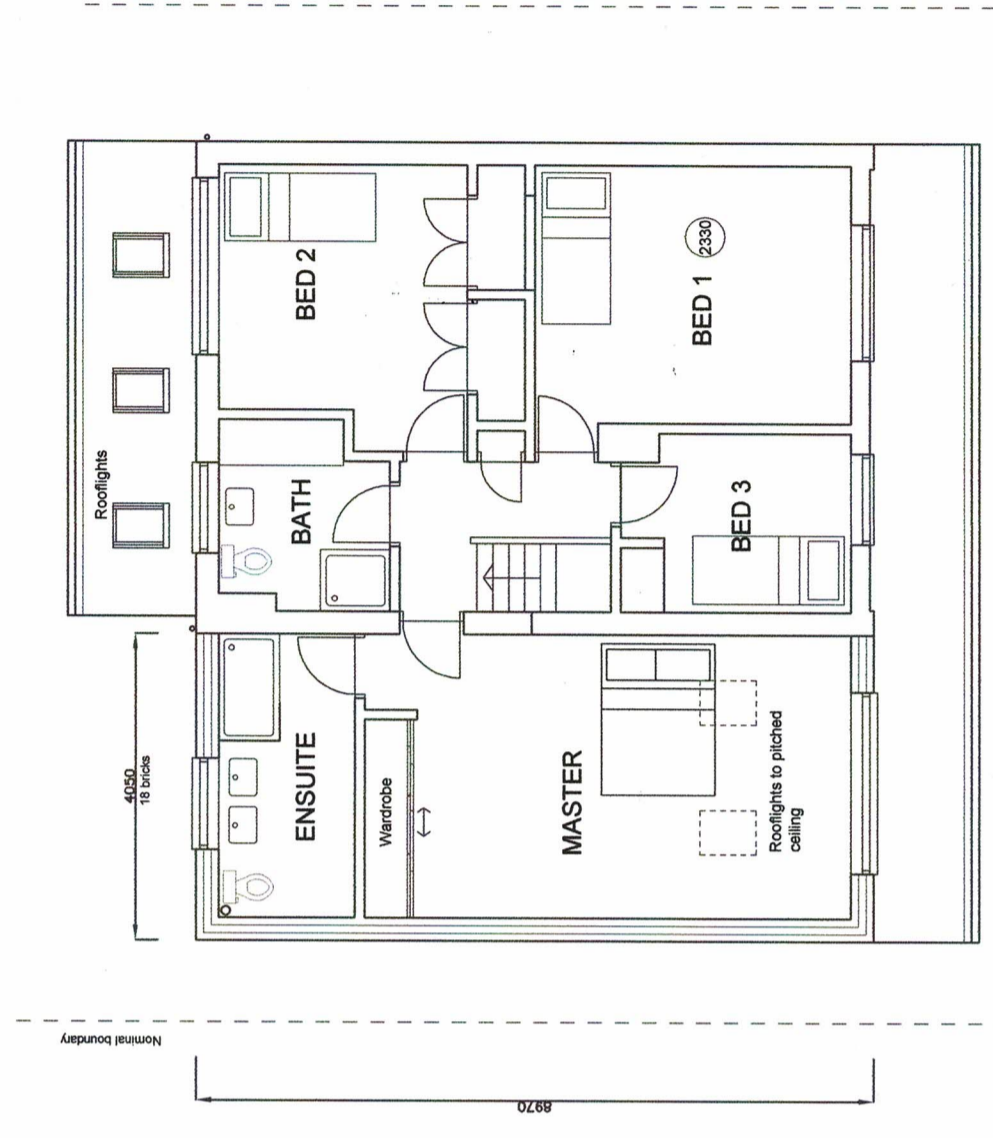 Rooflights
BED 2
BED 1
2330
BATH
BED 3
4050
18 bricks
ENSUITE
Wardrobe
MASTER
Rooflights to pitched
ceiling
Nominal boundary
8970